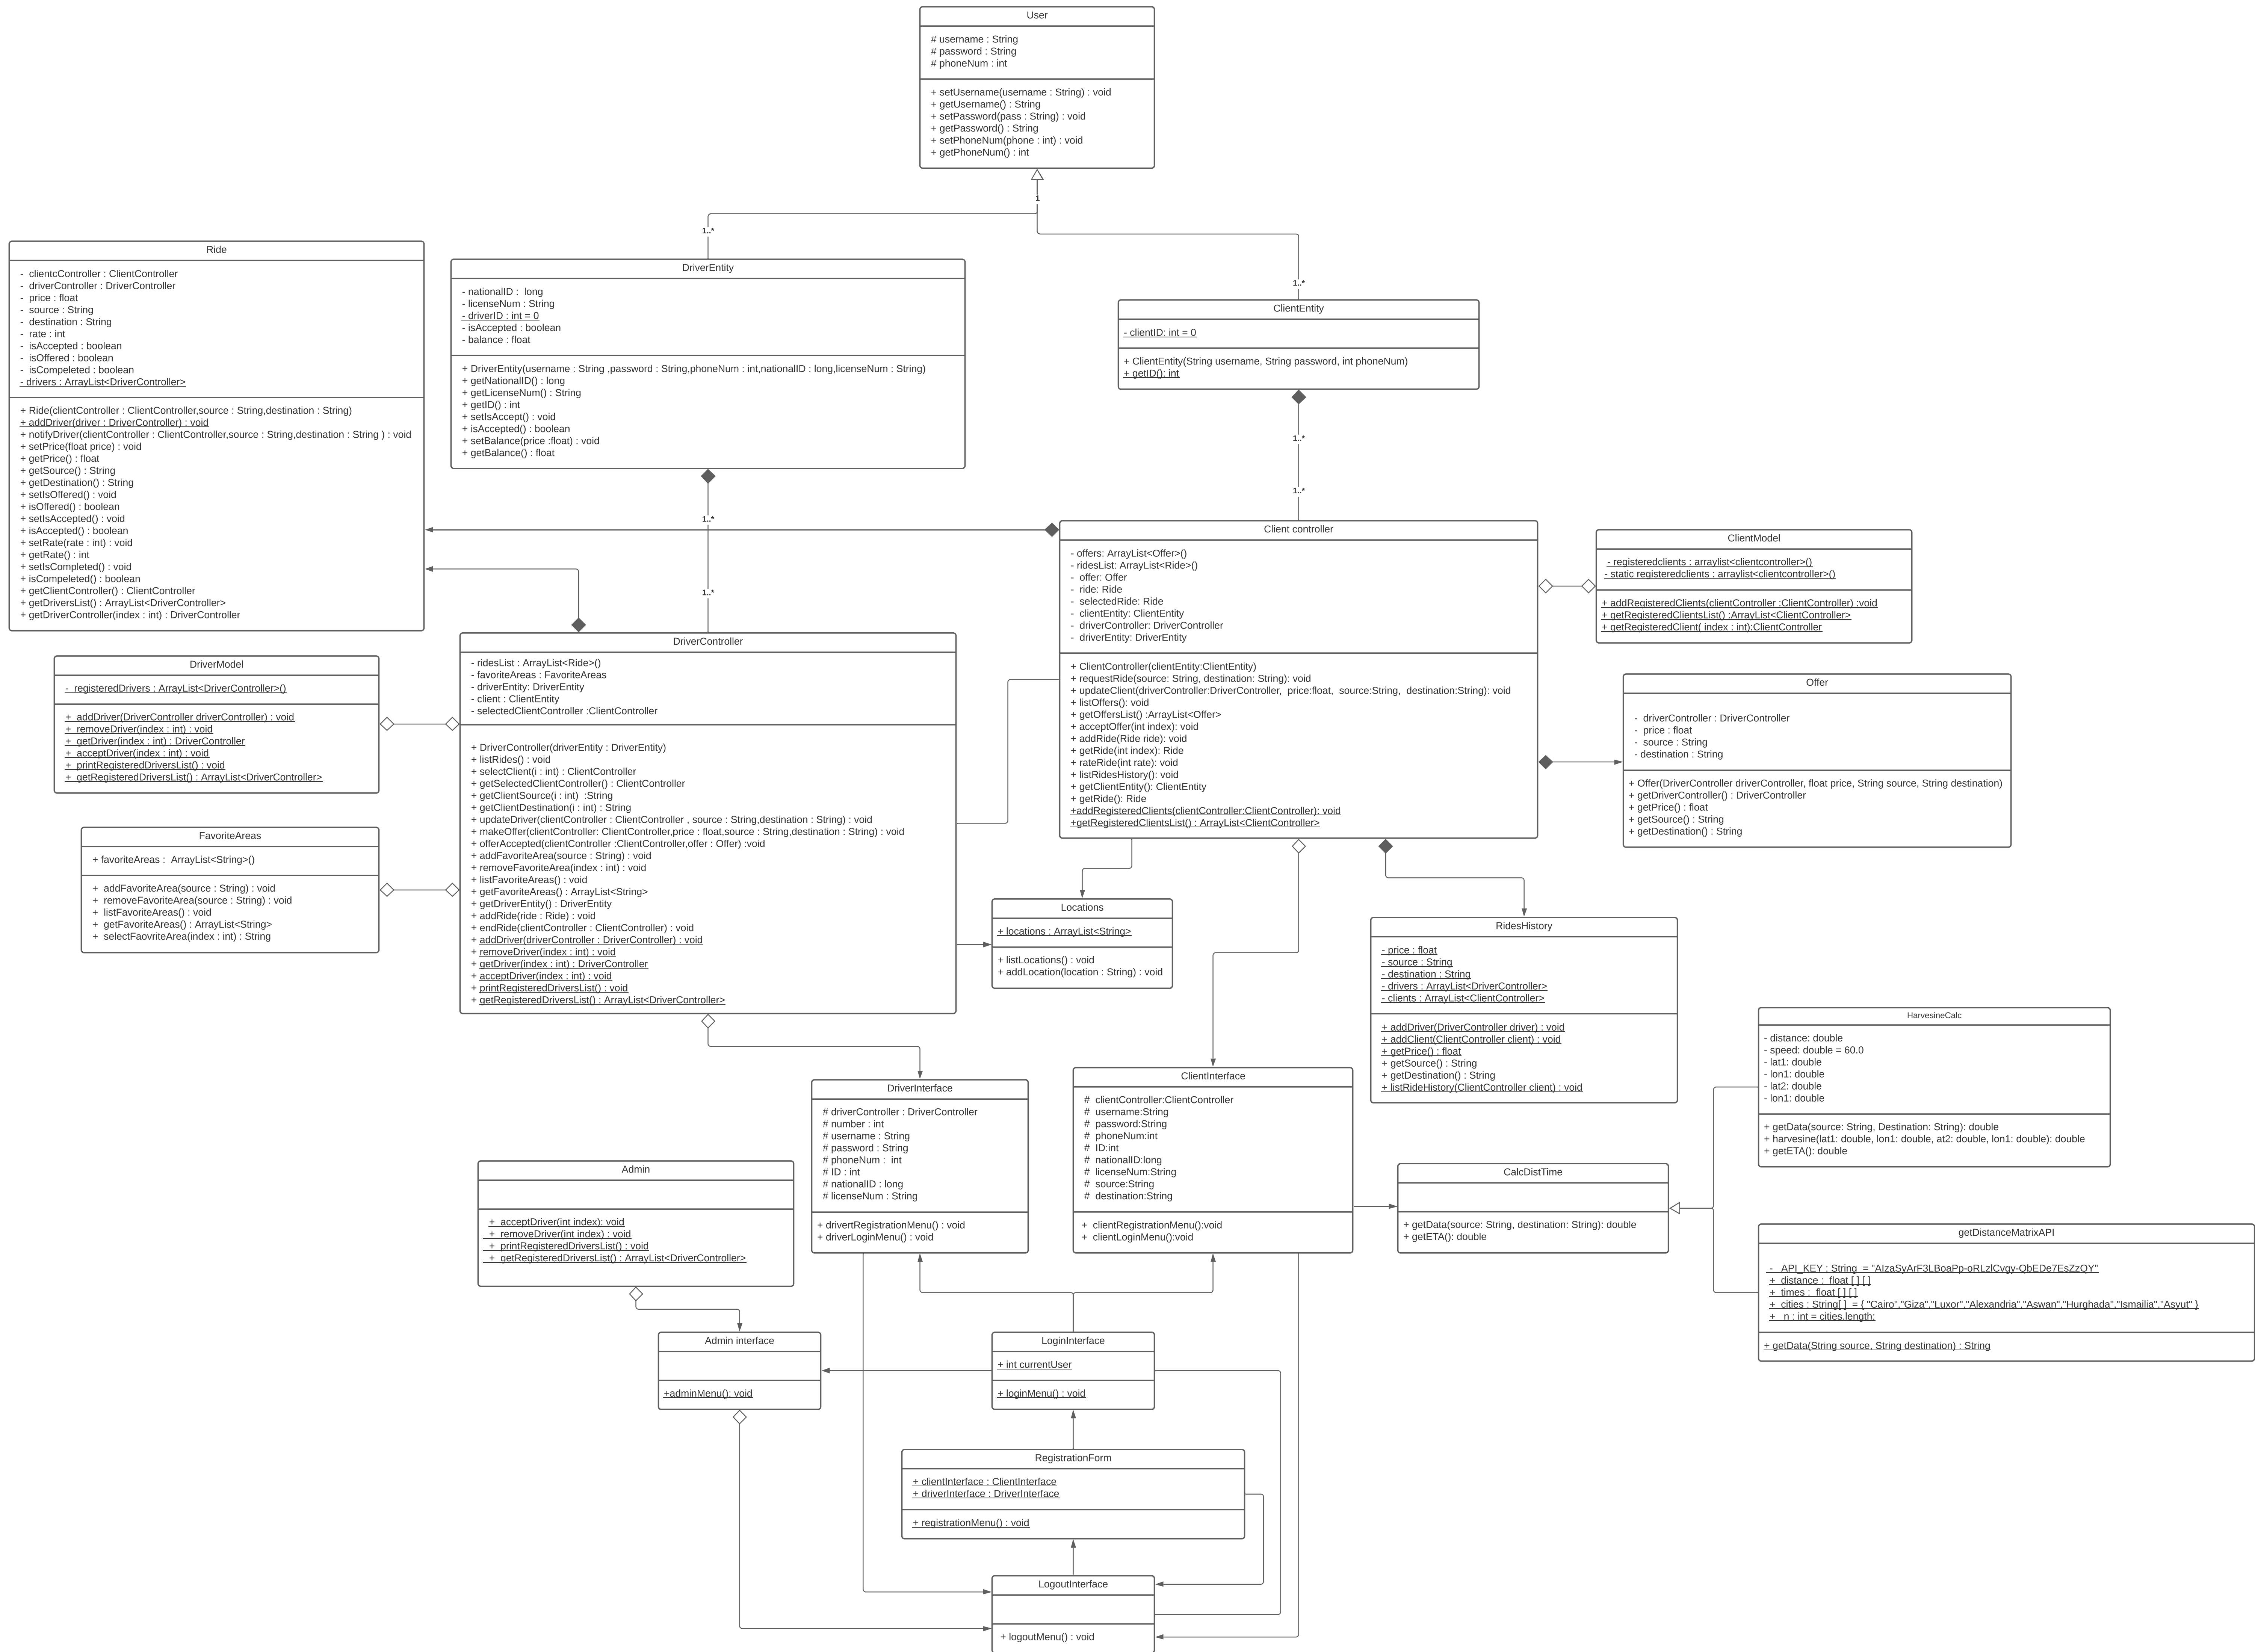 User
# username : String
# password : String
# phoneNum : int
+ setUsername(username : String) : void
+ getUsername() : String
+ setPassword(pass : String) : void
+ getPassword() : String
+ setPhoneNum(phone : int) : void
+ getPhoneNum() : int
1
1..*
1..*
Ride
- clientcController : ClientController
- driverController : DriverController
- price : float
- source : String
- destination : String
- rate : int
- isAccepted : boolean
- isOffered : boolean
- isCompeleted : boolean
- drivers : ArrayList<DriverController>
+ Ride(clientController : ClientController,source : String,destination : String)
+ addDriver(driver : DriverController) : void
+ notifyDriver(clientController : ClientController,source : String,destination : String ) : void
+ setPrice(float price) : void
+ getPrice() : float
+ getSource() : String
+ getDestination() : String
+ setIsOffered() : void
+ isOffered() : boolean
+ setIsAccepted() : void
+ isAccepted() : boolean
+ setRate(rate : int) : void
+ getRate() : int
+ setIsCompleted() : void
+ isCompeleted() : boolean
+ getClientController() : ClientController
+ getDriversList() : ArrayList<DriverController>
+ getDriverController(index : int) : DriverController
DriverEntity
- nationalID : long
- licenseNum : String
- driverID : int = 0
- isAccepted : boolean
- balance : float
+ DriverEntity(username : String ,password : String,phoneNum : int,nationalID : long,licenseNum : String)
+ getNationalID() : long
+ getLicenseNum() : String
+ getID() : int
+ setIsAccept() : void
+ isAccepted() : boolean
+ setBalance(price :float) : void
+ getBalance() : float
ClientEntity
- clientID: int = 0
+ ClientEntity(String username, String password, int phoneNum)
+ getID(): int
1..*
1..*
1..*
1..*
Client controller
- offers: ArrayList<Offer>()
- ridesList: ArrayList<Ride>()
- offer: Offer
- ride: Ride
- selectedRide: Ride
- clientEntity: ClientEntity
- driverController: DriverController
- driverEntity: DriverEntity
+ ClientController(clientEntity:ClientEntity)
+ requestRide(source: String, destination: String): void
+ updateClient(driverController:DriverController, price:float, source:String, destination:String): void
+ listOffers(): void
+ getOffersList() :ArrayList<Offer>
+ acceptOffer(int index): void
+ addRide(Ride ride): void
+ getRide(int index): Ride
+ rateRide(int rate): void
+ listRidesHistory(): void
+ getClientEntity(): ClientEntity
+ getRide(): Ride
+addRegisteredClients(clientController:ClientController): void
+getRegisteredClientsList() : ArrayList<ClientController>
ClientModel
- registeredclients : arraylist<clientcontroller>()
- static registeredclients : arraylist<clientcontroller>()
+ addRegisteredClients(clientController :ClientController) :void
+ getRegisteredClientsList() :ArrayList<ClientController>
+ getRegisteredClient( index : int):ClientController
DriverModel
- registeredDrivers : ArrayList<DriverController>()
+ addDriver(DriverController driverController) : void
+ removeDriver(index : int) : void
+ getDriver(index : int) : DriverController
+ acceptDriver(index : int) : void
+ printRegisteredDriversList() : void
+ getRegisteredDriversList() : ArrayList<DriverController>
DriverController
- ridesList : ArrayList<Ride>()
- favoriteAreas : FavoriteAreas
- driverEntity: DriverEntity
- client : ClientEntity
- selectedClientController :ClientController
+ DriverController(driverEntity : DriverEntity)
+ listRides() : void
+ selectClient(i : int) : ClientController
+ getSelectedClientController() : ClientController
+ getClientSource(i : int) :String
+ getClientDestination(i : int) : String
+ updateDriver(clientController : ClientController , source : String,destination : String) : void
+ makeOffer(clientController: ClientController,price : float,source : String,destination : String) : void
+ offerAccepted(clientController :ClientController,offer : Offer) :void
+ addFavoriteArea(source : String) : void
+ removeFavoriteArea(index : int) : void
+ listFavoriteAreas() : void
+ getFavoriteAreas() : ArrayList<String>
+ getDriverEntity() : DriverEntity
+ addRide(ride : Ride) : void
+ endRide(clientController : ClientController) : void
+ addDriver(driverController : DriverController) : void
+ removeDriver(index : int) : void
+ getDriver(index : int) : DriverController
+ acceptDriver(index : int) : void
+ printRegisteredDriversList() : void
+ getRegisteredDriversList() : ArrayList<DriverController>
Offer
- driverController : DriverController
- price : float
- source : String
- destination : String
+ Offer(DriverController driverController, float price, String source, String destination)
+ getDriverController() : DriverController
+ getPrice() : float
+ getSource() : String
+ getDestination() : String
FavoriteAreas
+ favoriteAreas : ArrayList<String>()
+ addFavoriteArea(source : String) : void
+ removeFavoriteArea(source : String) : void
+ listFavoriteAreas() : void
+ getFavoriteAreas() : ArrayList<String>
+ selectFaovriteArea(index : int) : String
Locations
+ locations : ArrayList<String>
+ listLocations() : void
+ addLocation(location : String) : void
RidesHistory
- price : float
- source : String
- destination : String
- drivers : ArrayList<DriverController>
- clients : ArrayList<ClientController>
+ addDriver(DriverController driver) : void
+ addClient(ClientController client) : void
+ getPrice() : float
+ getSource() : String
+ getDestination() : String
+ listRideHistory(ClientController client) : void
HarvesineCalc
- distance: double
- speed: double = 60.0
- lat1: double
- lon1: double
- lat2: double
- lon1: double
+ getData(source: String, Destination: String): double
+ harvesine(lat1: double, lon1: double, at2: double, lon1: double): double
+ getETA(): double
DriverInterface
# driverController : DriverController
# number : int
# username : String
# password : String
# phoneNum : int
# ID : int
# nationalID : long
# licenseNum : String
+ drivertRegistrationMenu() : void
+ driverLoginMenu() : void
ClientInterface
# clientController:ClientController
# username:String
# password:String
# phoneNum:int
# ID:int
# nationalID:long
# licenseNum:String
# source:String
# destination:String
+ clientRegistrationMenu():void
+ clientLoginMenu():void
Admin
+ acceptDriver(int index): void
+ removeDriver(int index) : void
+ printRegisteredDriversList() : void
+ getRegisteredDriversList() : ArrayList<DriverController>
CalcDistTime
+ getData(source: String, destination: String): double
+ getETA(): double
getDistanceMatrixAPI
- API_KEY : String = "AIzaSyArF3LBoaPp-oRLzlCvgy-QbEDe7EsZzQY"
+ distance : float [ ] [ ]
+ times : float [ ] [ ]
+ cities : String[ ] = { "Cairo","Giza","Luxor","Alexandria","Aswan","Hurghada","Ismailia","Asyut" }
+ n : int = cities.length;
+ getData(String source, String destination) : String
Admin interface
+adminMenu(): void
LoginInterface
+ int currentUser
+ loginMenu() : void
RegistrationForm
+ clientInterface : ClientInterface
+ driverInterface : DriverInterface
+ registrationMenu() : void
LogoutInterface
+ logoutMenu() : void